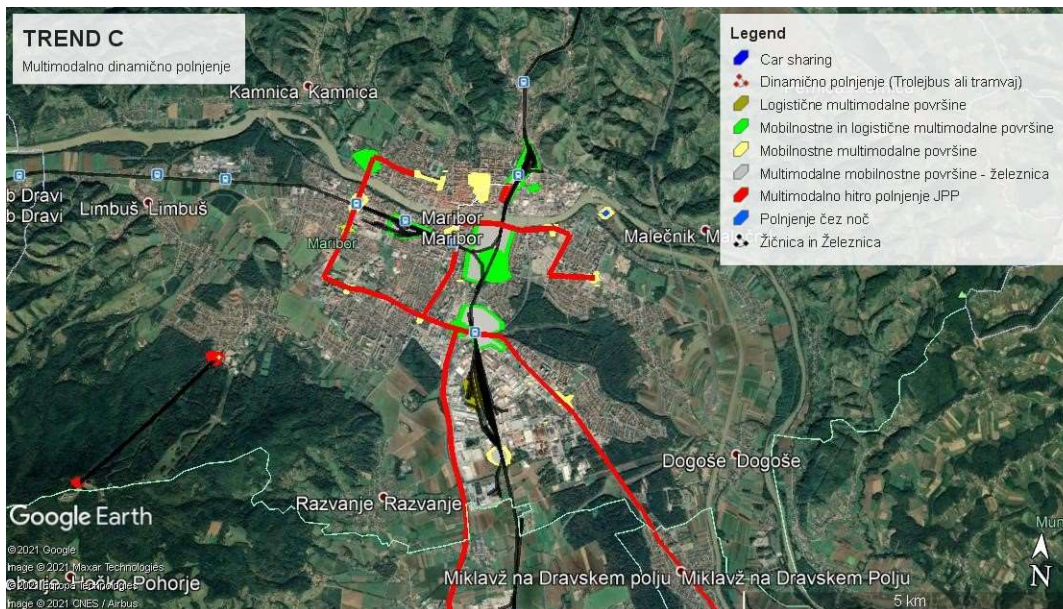 TREND C
Multimodalno dinamično polnjenje
Legend
Car sharing
Dinamično polnjenje (Trolejbus ali tramvaj)
Logistične multimodalne površine
Mobilnostne in logistične multimodalne površine
Mobilnostne multimodalne površine
Multimodalne mobilnostne površine - železnica
Multimodalno hitro polnjenje JPP
Polnjenje čez noč
Žičnica in Železnica
Kamnica Kamnica
b Dravi
b Dravi
Limbuš Limbuš
Maribor
Maribor
Maribor
Malečnik
Dogoše Dogoše
Razvanje Razvanje
Google Earth
© 2021 Google
Image © 2021 Maxar Technologies
Hočko Pohorje
Image © 2021 CNES / Airbus
Miklavž na Dravskem polju Miklavž na Dravskem Polju
5 km
N